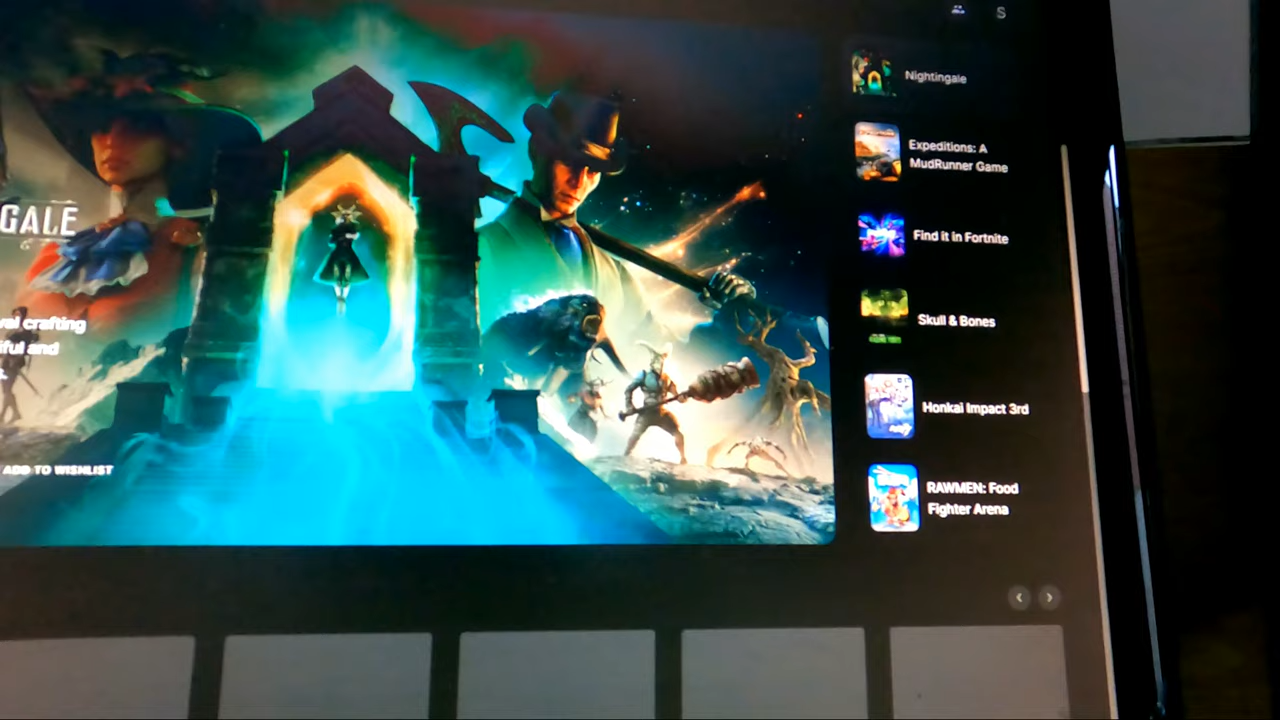 S
GALE
val crafting
iful and
ADD TO WISHLIST
Nightingale
Expeditions: A
MudRunner Game
Find it in Fortnite
Skull & Bones
Honkai Impact 3rd
RAWMEN: Food
Fighter Arena